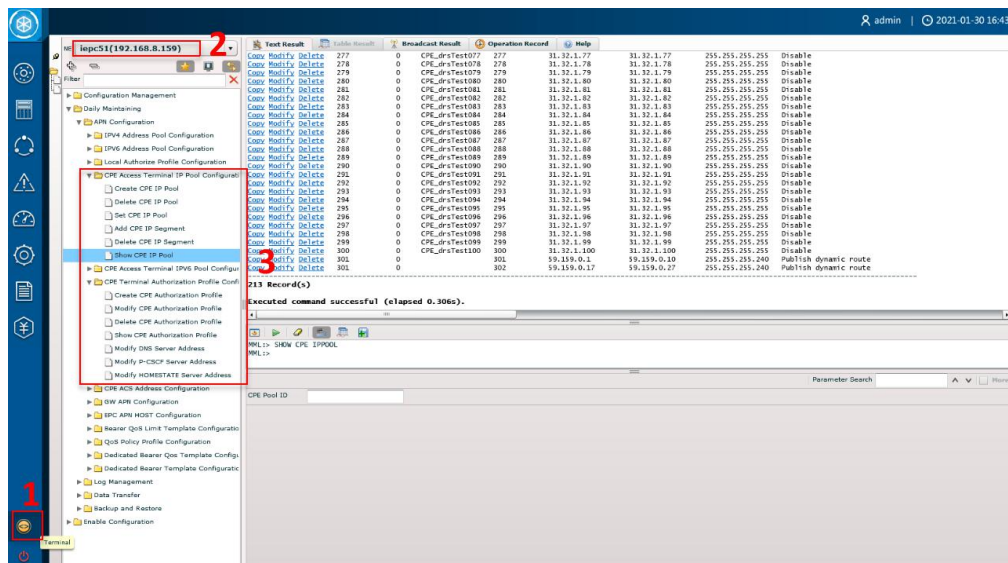 admin | 2021-01-30 16:43
2
NE iepc51(192.168.8.159)
Filter
Configuration Management
Daily Maintaining
APN Configuration
IPV4 Address Pool Configuration
IPV6 Address Pool Configuration
Local Authorize Profile Configuration
CPE Access Terminal IP Pool Configurati
Create CPE IP Pool
Delete CPE IP Pool
Set CPE IP Pool
Add CPE IP Segment
Delete CPE IP Segment
Show CPE IP Pool
CPE Access Terminal IPV6 Pool Configur
CPE Terminal Authorization Profile Confi
Create CPE Authorization Profile
Modify CPE Authorization Profile
Delete CPE Authorization Profile
Show CPE Authorization Profile
Modify DNS Server Address
Modify P-CSCF Server Address
Modify HOMESTATE Server Address
CPE ACS Address Configuration
GW APN Configuration
EPC APN HOST Configuration
Bearer QoS Limit Template Configuratio
QoS Policy Profile Configuration
Dedicated Bearer Qos Template Configu
Dedicated Bearer Template Configuratic
Log Management
Data Transfer
Backup and Restore
Enable Configuration
1
Terminal
3
Text Result Table Result Broadcast Result Operation Record Help
Copy Modify Delete 277 0 CPE_drsTest077 277 31.32.1.77 31.32.1.77 255.255.255.255 Disable
Copy Modify Delete 278 0 CPE_drsTest078 278 31.32.1.78 31.32.1.78 255.255.255.255 Disable
Copy Modify Delete 279 0 CPE_drsTest079 279 31.32.1.79 31.32.1.79 255.255.255.255 Disable
Copy Modify Delete 280 0 CPE_drsTest080 280 31.32.1.80 31.32.1.80 255.255.255.255 Disable
Copy Modify Delete 281 0 CPE_drsTest081 281 31.32.1.81 31.32.1.81 255.255.255.255 Disable
Copy Modify Delete 282 0 CPE_drsTest082 282 31.32.1.82 31.32.1.82 255.255.255.255 Disable
Copy Modify Delete 283 0 CPE_drsTest083 283 31.32.1.83 31.32.1.83 255.255.255.255 Disable
Copy Modify Delete 284 0 CPE_drsTest084 284 31.32.1.84 31.32.1.84 255.255.255.255 Disable
Copy Modify Delete 285 0 CPE_drsTest085 285 31.32.1.85 31.32.1.85 255.255.255.255 Disable
Copy Modify Delete 286 0 CPE_drsTest086 286 31.32.1.86 31.32.1.86 255.255.255.255 Disable
Copy Modify Delete 287 0 CPE_drsTest087 287 31.32.1.87 31.32.1.87 255.255.255.255 Disable
Copy Modify Delete 288 0 CPE_drsTest088 288 31.32.1.88 31.32.1.88 255.255.255.255 Disable
Copy Modify Delete 289 0 CPE_drsTest089 289 31.32.1.89 31.32.1.89 255.255.255.255 Disable
Copy Modify Delete 290 0 CPE_drsTest090 290 31.32.1.90 31.32.1.90 255.255.255.255 Disable
Copy Modify Delete 291 0 CPE_drsTest091 291 31.32.1.91 31.32.1.91 255.255.255.255 Disable
Copy Modify Delete 292 0 CPE_drsTest092 292 31.32.1.92 31.32.1.92 255.255.255.255 Disable
Copy Modify Delete 293 0 CPE_drsTest093 293 31.32.1.93 31.32.1.93 255.255.255.255 Disable
Copy Modify Delete 294 0 CPE_drsTest094 294 31.32.1.94 31.32.1.94 255.255.255.255 Disable
Copy Modify Delete 295 0 CPE_drsTest095 295 31.32.1.95 31.32.1.95 255.255.255.255 Disable
Copy Modify Delete 296 0 CPE_drsTest096 296 31.32.1.96 31.32.1.96 255.255.255.255 Disable
Copy Modify Delete 297 0 CPE_drsTest097 297 31.32.1.97 31.32.1.97 255.255.255.255 Disable
Copy Modify Delete 298 0 CPE_drsTest098 298 31.32.1.98 31.32.1.98 255.255.255.255 Disable
Copy Modify Delete 299 0 CPE_drsTest099 299 31.32.1.99 31.32.1.99 255.255.255.255 Disable
Copy Modify Delete 300 0 CPE_drsTest100 300 31.32.1.100 31.32.1.100 255.255.255.255 Disable
Copy Modify Delete 301 0 301 59.159.0.1 59.159.0.10 255.255.255.240 Publish dynamic route
Copy Modify Delete 301 0 302 59.159.0.17 59.159.0.27 255.255.255.240 Publish dynamic route
213 Record(s)
Executed command successful (elapsed 0.306s).
MML:> SHOW CPE IPPOOL
MML:>
Parameter Search More
CPE Pool ID